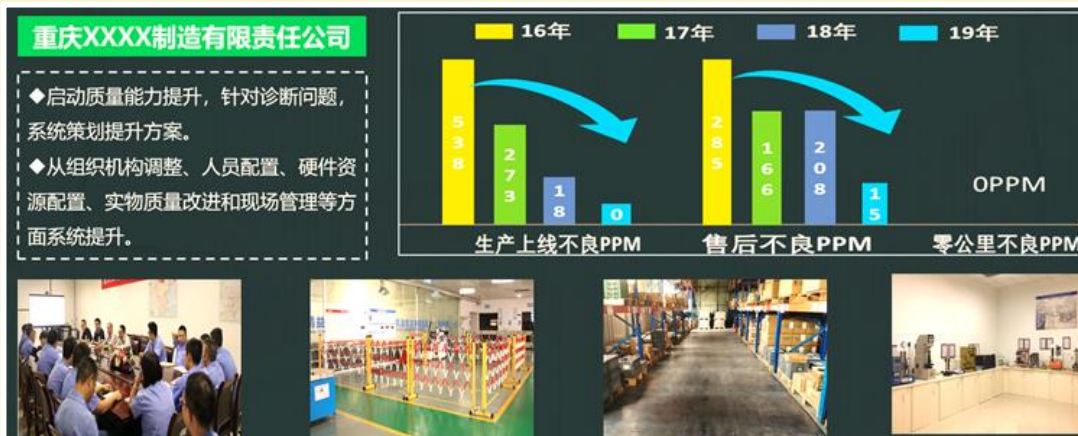 重庆XXXX制造有限责任公司
◆启动质量能力提升，针对诊断问题，
系统策划提升方案。
◆从组织机构调整、人员配置、硬件资
源配置、实物质量改进和现场管理等方
面系统提升。
16年 17年 18年 19年
538 273 18 0
285 166 208 15
0PPM
生产上线不良PPM 售后不良PPM 零公里不良PPM